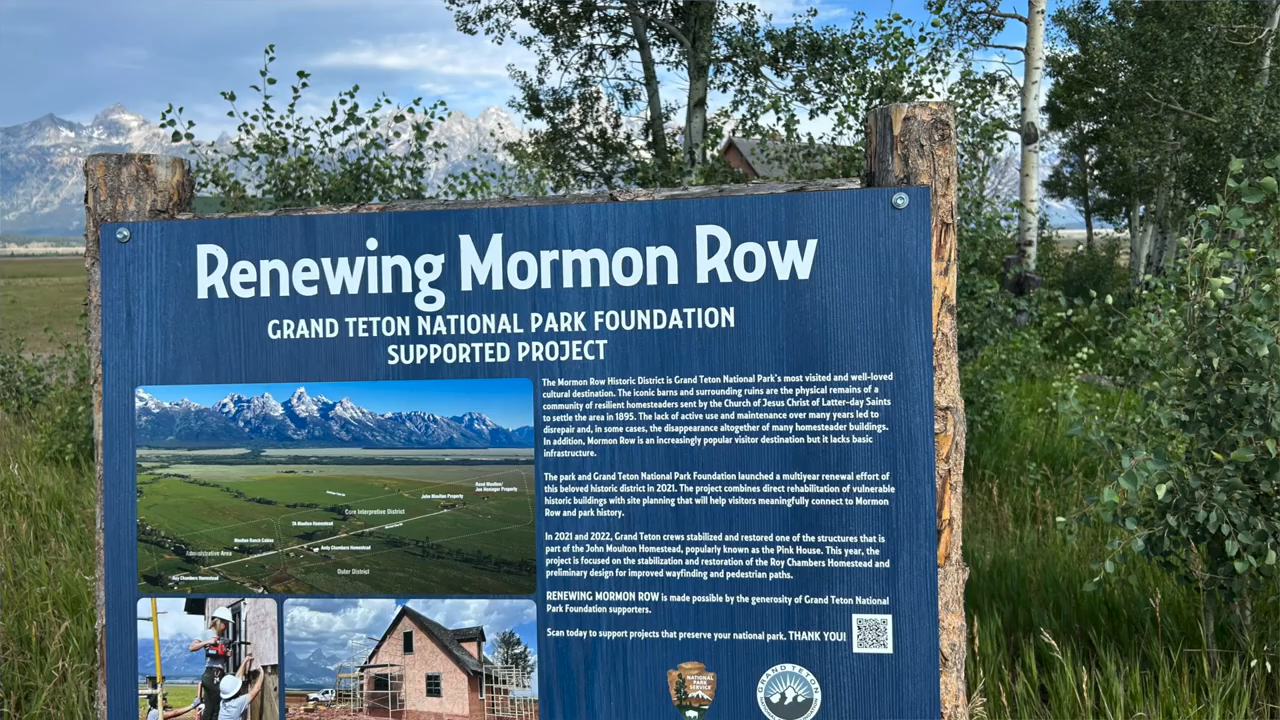 Renewing Mormon Row
GRAND TETON NATIONAL PARK FOUNDATION
SUPPORTED PROJECT
The Mormon Row Historic District is Grand Teton National Park's most visited and well-loved
cultural destination. The iconic barns and surrounding ruins are the physical remains of a
community of resilient homesteaders sent by the Church of Jesus Christ of Latter-day Saints
to settle the area in 1895. The lack of active use and maintenance over many years led to
disrepair and, in some cases, the disappearance altogether of many homesteader buildings.
In addition, Mormon Row is an increasingly popular visitor destination but it lacks basic
infrastructure.
The park and Grand Teton National Park Foundation launched a multiyear renewal effort of
this beloved historic district in 2021. The project combines direct rehabilitation of vulnerable
historic buildings with site planning that will help visitors meaningfully connect to Mormon
Row and park history.
In 2021 and 2022, Grand Teton crews stabilized and restored one of the structures that is
part of the John Moulton Homestead, popularly known as the Pink House. This year, the
project is focused on the stabilization and restoration of the Roy Chambers Homestead and
preliminary design for improved wayfinding and pedestrian paths.
RENEWING MORMON ROW is made possible by the generosity of Grand Teton National
Park Foundation supporters.
Scan today to support projects that preserve your national park. THANK YOU!
Reed Moulton/
Joe Heniger Property
John Moulton Property
Core Interpretive District
TA Moulton Homestead
Moulton Ranch Cabins
Andy Chambers Homestead
Administrative Area
Outer District
Roy Chambers Homestead
NATIONAL
PARK
SERVICE
GRAND TETON